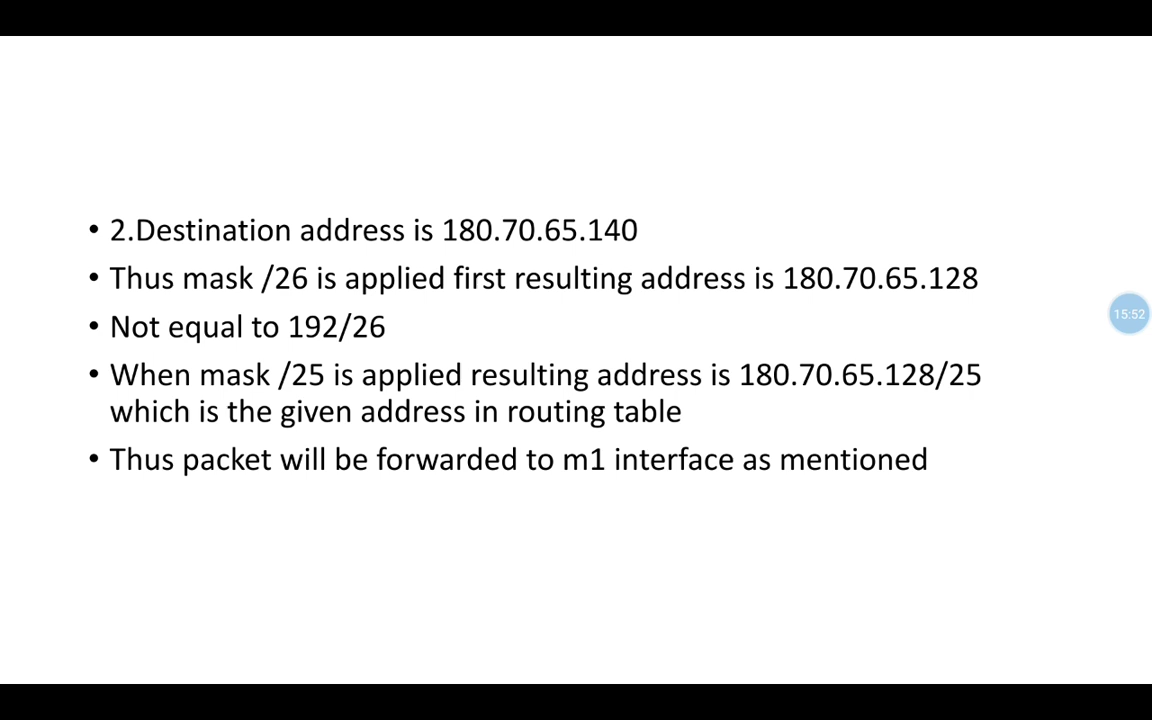 • 2.Destination address is 180.70.65.140
• Thus mask /26 is applied first resulting address is 180.70.65.128
• Not equal to 192/26
• When mask /25 is applied resulting address is 180.70.65.128/25
which is the given address in routing table
• Thus packet will be forwarded to m1 interface as mentioned
15:52